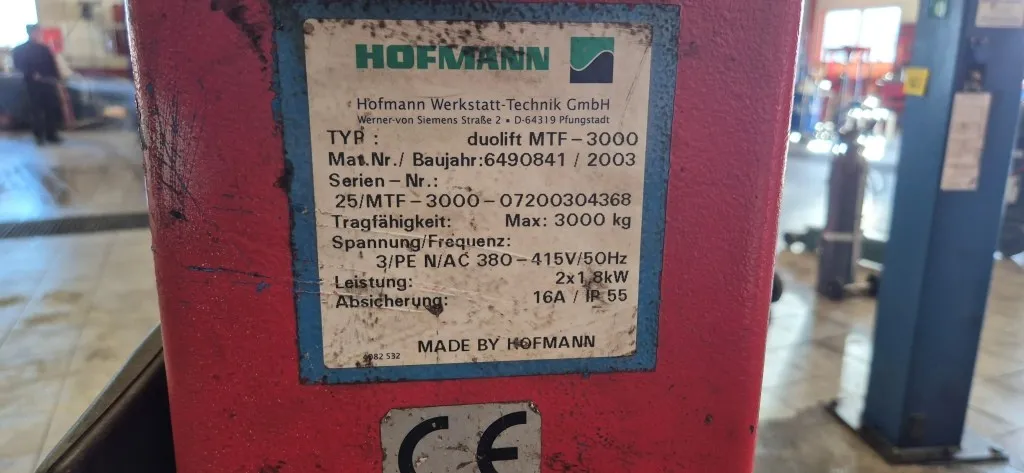 HOFMANN
Hofmann Werkstatt-Technik GmbH
Werner-von Siemens Straße 2 • D-64319 Pfungstadt
TYP : duolift MTF-3000
Mat.Nr./ Baujahr:6490841 / 2003
Serien-Nr.:
25/MTF-3000-07200304368
Tragfähigkeit: Max: 3000 kg
Spannung/Frequenz:
3/PE N/AC 380-415V/50Hz
Leistung: 2x1,8kW
Absicherung: 16A / IP 55
MADE BY HOFMANN
CE